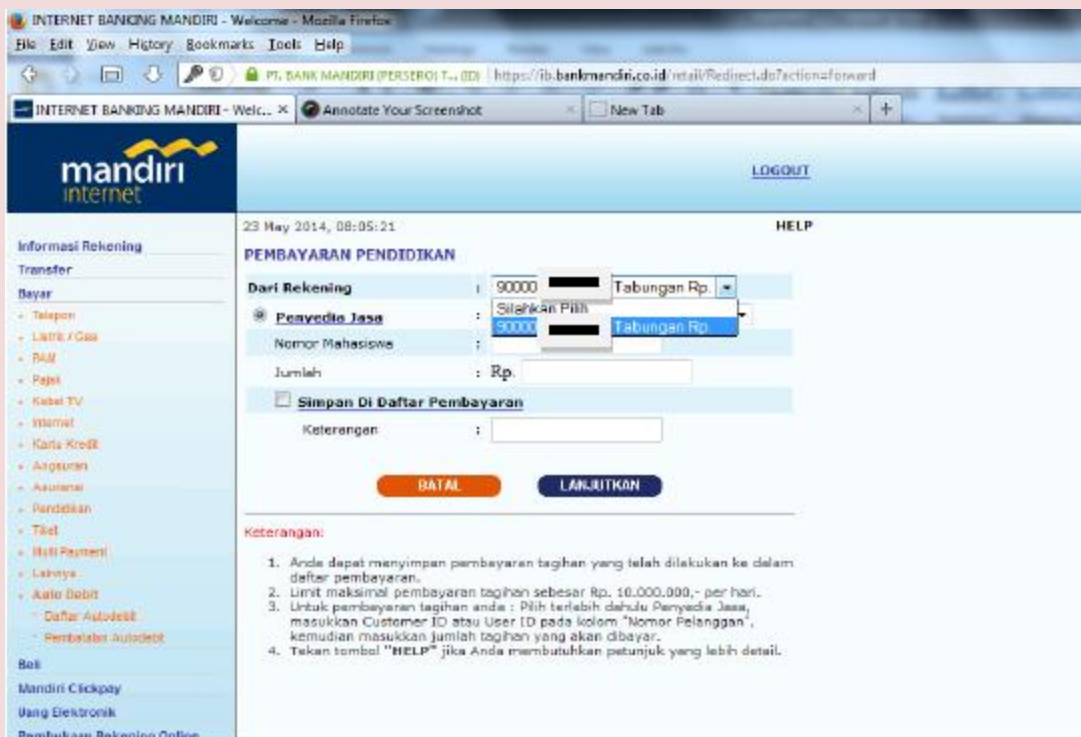 INTERNET BANKING MANDIRI - Welcome - Mozilla Firefox
File Edit View History Bookmarks Tools Help
PT. BANK MANDIRI (PERSERO) T... (ID) https://ib.bankmandiri.co.id/retail/Redirect.do?action=forward
INTERNET BANKING MANDIRI - Welc... × Annotate Your Screenshot × New Tab × +
mandiri
internet
LOGOUT
23 May 2014, 08:05:21 HELP
PEMBAYARAN PENDIDIKAN
Dari Rekening : 90000 Tabungan Rp.
Silahkan Pilih
90000 Tabungan Rp.
Penyedia Jasa :
Nomor Mahasiswa :
Jumlah : Rp.
Simpan Di Daftar Pembayaran
Keterangan :
BATAL LANJUTKAN
Keterangan:
1. Anda dapat menyimpan pembayaran tagihan yang telah dilakukan ke dalam
daftar pembayaran.
2. Limit maksimal pembayaran tagihan sebesar Rp. 10.000.000,- per hari.
3. Untuk pembayaran tagihan anda : Pilih terlebih dahulu Penyedia Jasa,
masukkan Customer ID atau User ID pada kolom "Nomor Pelanggan",
kemudian masukkan jumlah tagihan yang akan dibayar.
4. Tekan tombol "HELP" jika Anda membutuhkan petunjuk yang lebih detail.
Informasi Rekening
Transfer
Bayar
Telepon
Listrik / Gas
PAM
Pajak
Kabel TV
Internet
Kartu Kredit
Angsuran
Asuransi
Pendidikan
Tiket
Multi Payment
Lainnya
Auto Debit
Daftar Autodebit
Pembatalan Autodebit
Beli
Mandiri Clickpay
Uang Elektronik
Pembukaan Rekening Online